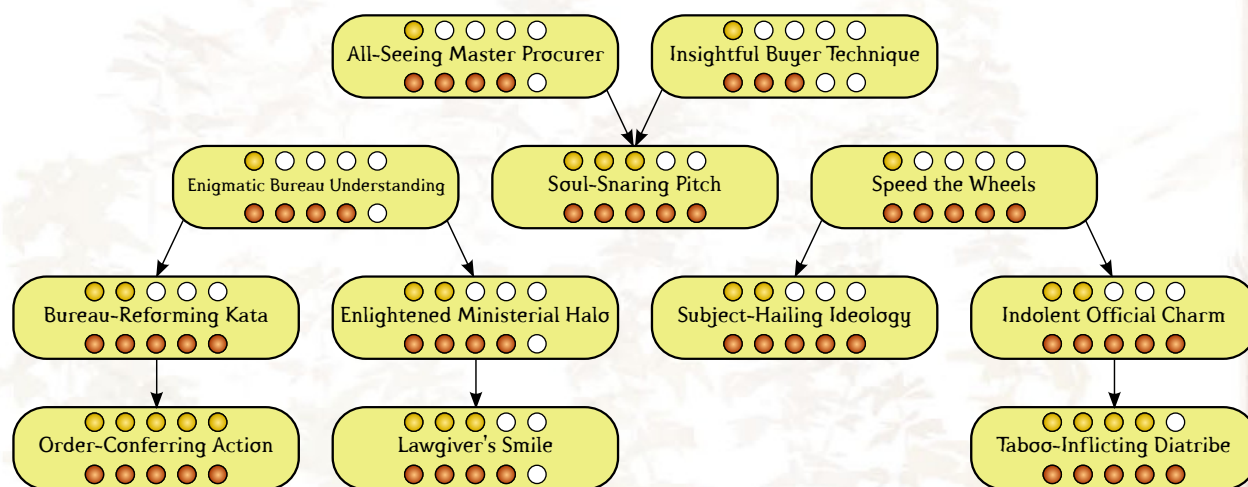 All-Seeing Master Procurer
Insightful Buyer Technique
Enigmatic Bureau Understanding
Soul-Snaring Pitch
Speed the Wheels
Bureau-Reforming Kata
Enlightened Ministerial Halo
Subject-Hailing Ideology
Indolent Official Charm
Order-Conferring Action
Lawgiver's Smile
Taboo-Inflicting Diatribe